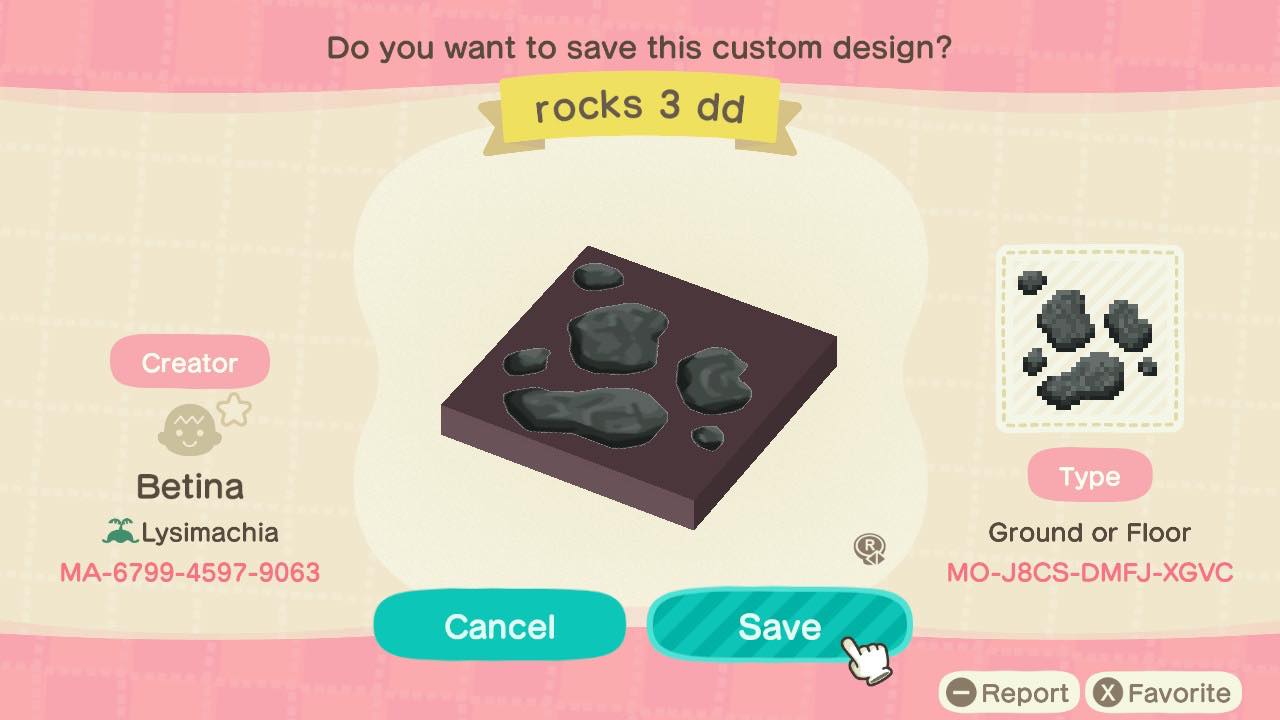 Do you want to save this custom design?
rocks 3 dd
Creator
Betina
Lysimachia
MA-6799-4597-9063
Type
Ground or Floor
MO-J8CS-DMFJ-XGVC
R
Cancel
Save
Report
X Favorite